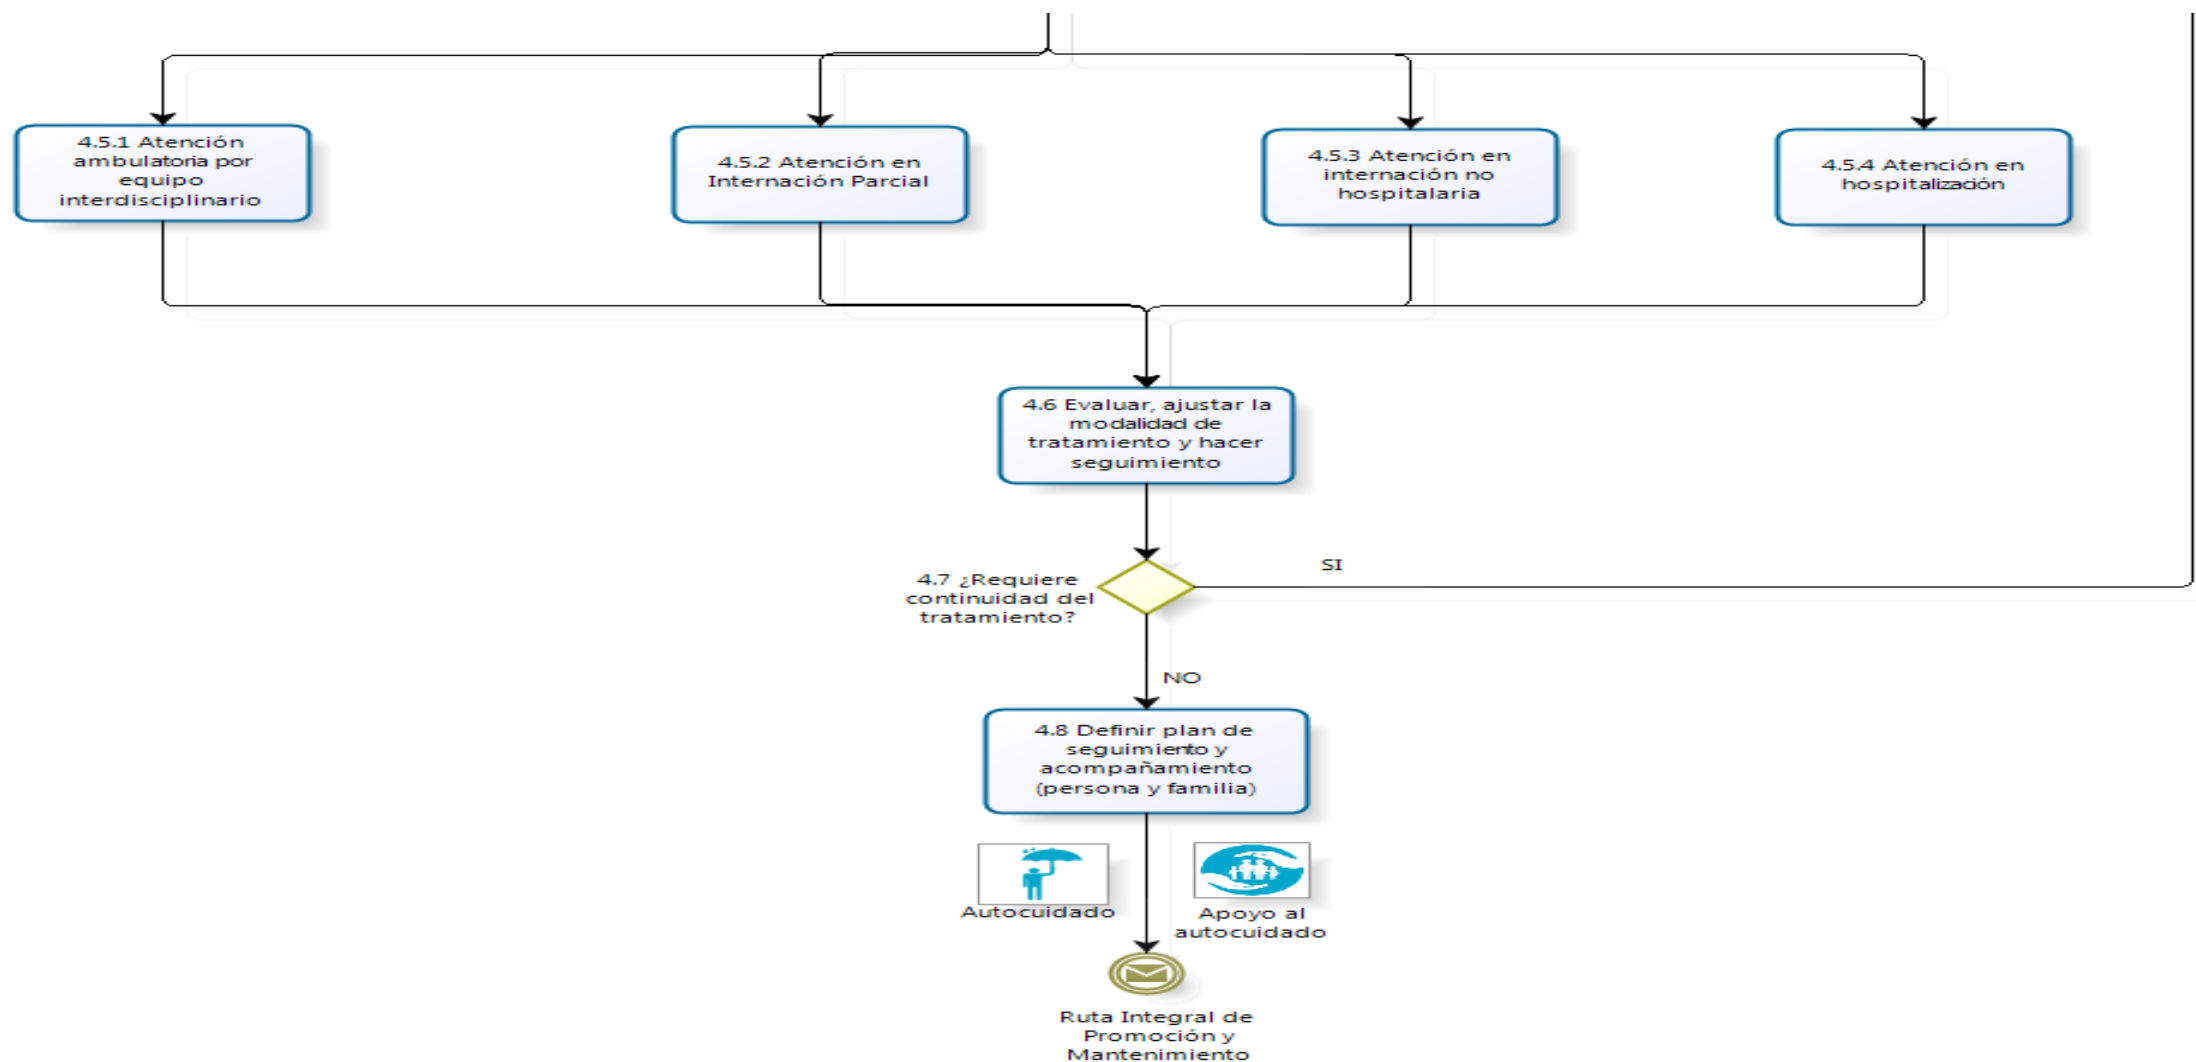 4.5.1 Atención
ambulatoria por
equipo
interdisciplinario
4.5.2 Atención en
Internación Parcial
4.5.3 Atención en
internación no
hospitalaria
4.5.4 Atención en
hospitalización
4.6 Evaluar, ajustar la
modalidad de
tratamiento y hacer
seguimiento
4.7 ¿Requiere
continuidad del
tratamiento?
SI
NO
4.8 Definir plan de
seguimiento y
acompañamiento
(persona y familia)
Autocuidado
Apoyo al
autocuidado
Ruta Integral de
Promoción y
Mantenimiento